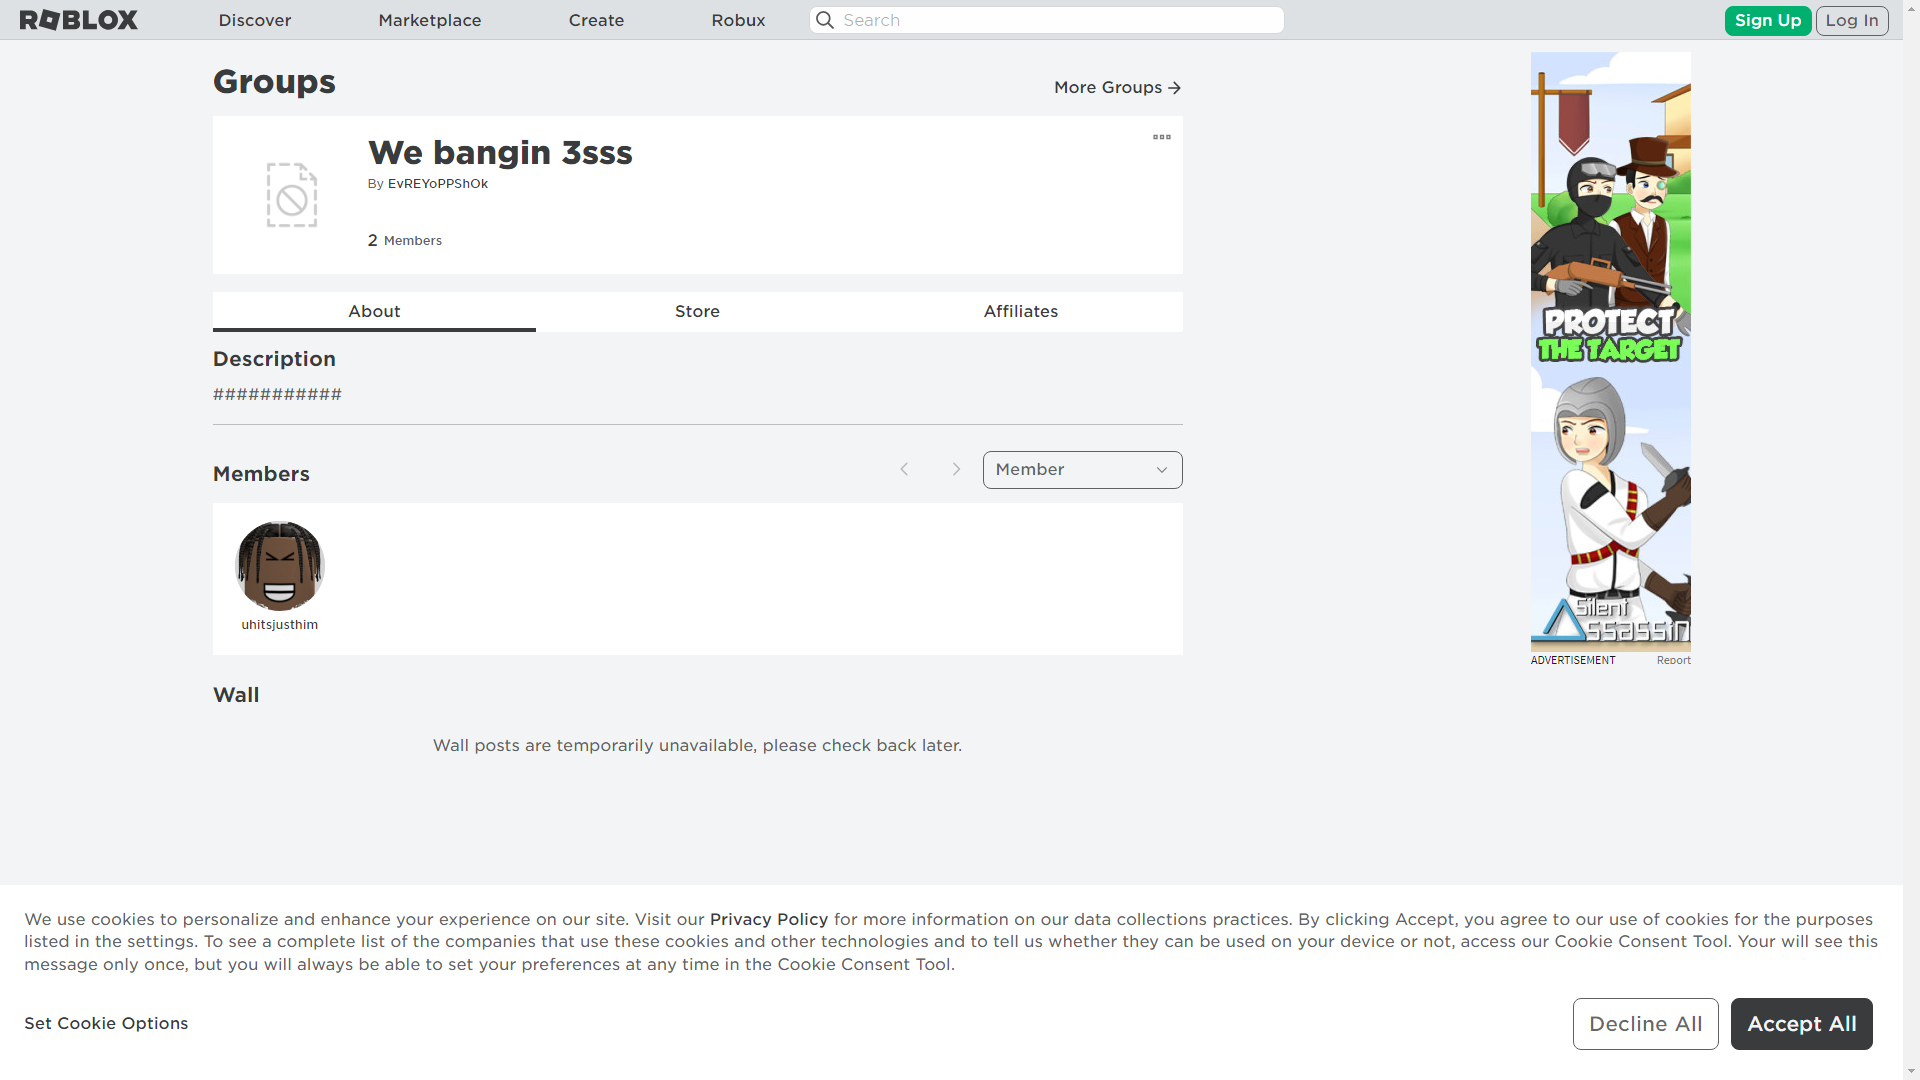 ROBLOX
Discover
Marketplace
Create
Robux
Search
Sign Up
Log In
Groups
More Groups
We bangin 3sss
By EvREYoPPShOk
2 Members
About
Store
Affiliates
Description
###########
Members
Member
uhitsjusthim
Wall
Wall posts are temporarily unavailable, please check back later.
PROTECT
THE TARGET
Silent
Assassin
ADVERTISEMENT
Report
We use cookies to personalize and enhance your experience on our site. Visit our Privacy Policy for more information on our data collections practices. By clicking Accept, you agree to our use of cookies for the purposes
listed in the settings. To see a complete list of the companies that use these cookies and other technologies and to tell us whether they can be used on your device or not, access our Cookie Consent Tool. Your will see this
message only once, but you will always be able to set your preferences at any time in the Cookie Consent Tool.
Set Cookie Options
Decline All
Accept All